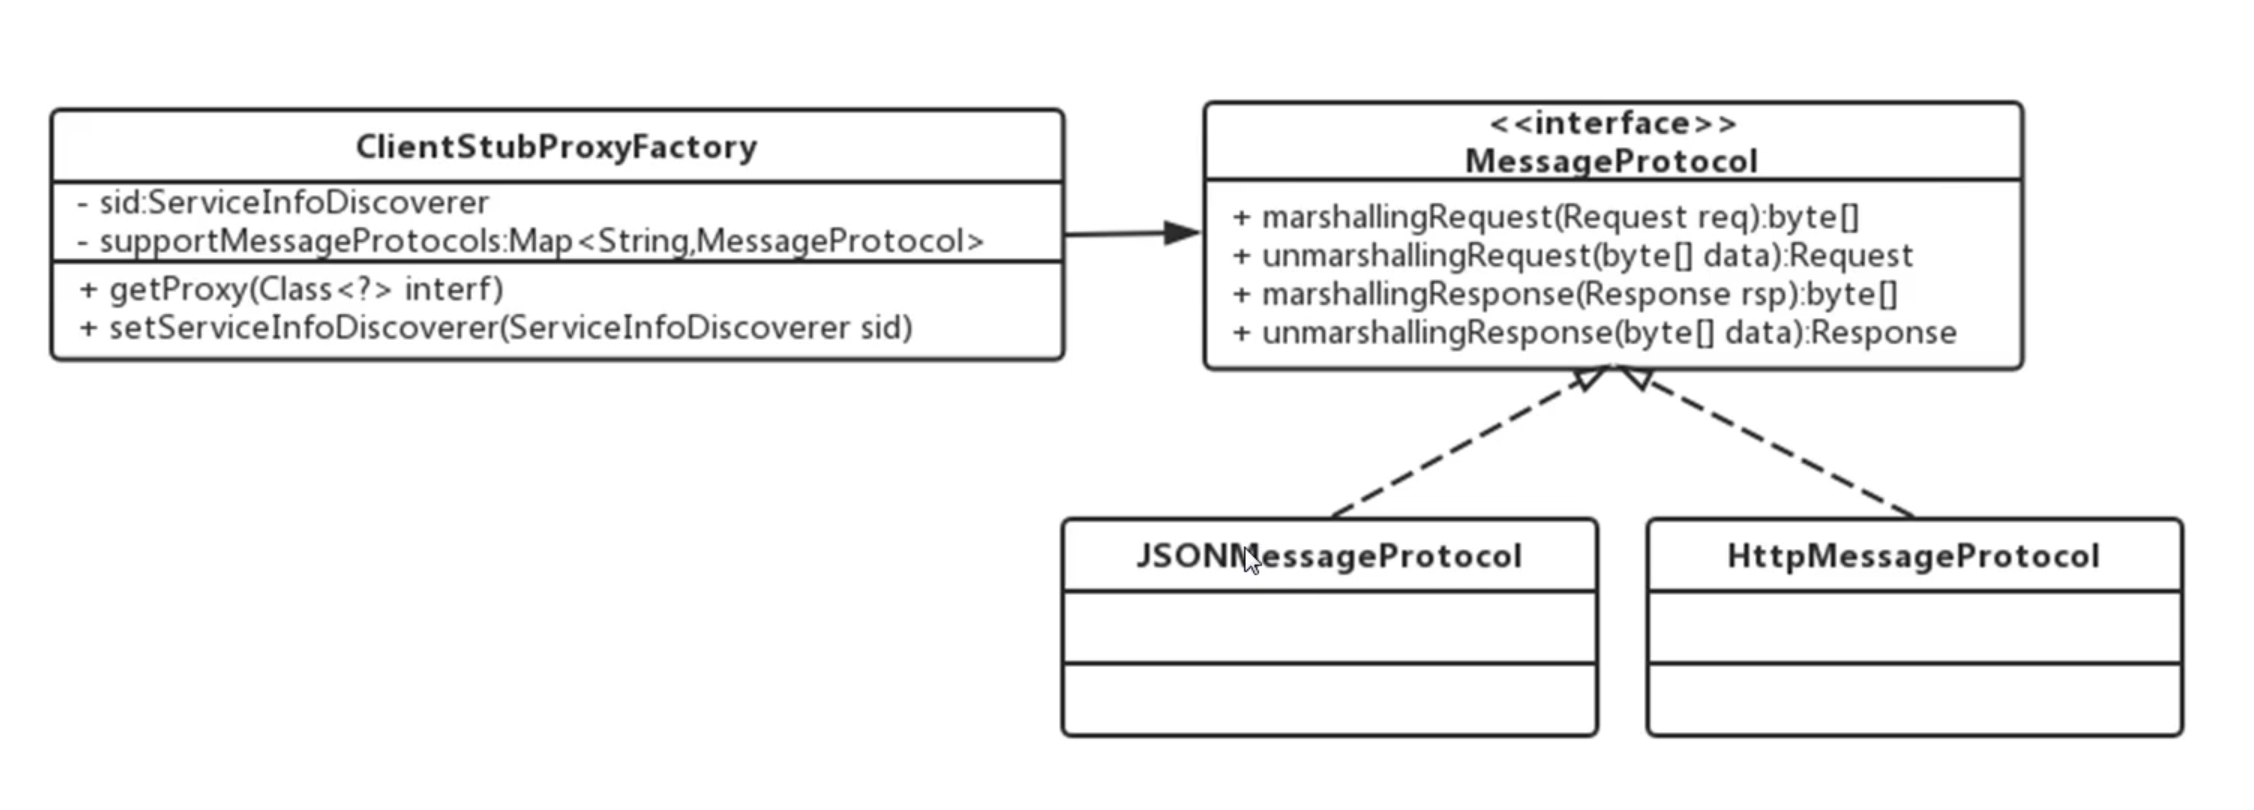 ClientStubProxyFactory
- sid:ServiceInfoDiscoverer
- supportMessageProtocols:Map<String,MessageProtocol>
+ getProxy(Class<?> interf)
+ setServiceInfoDiscoverer(ServiceInfoDiscoverer sid)
<<interface>>
MessageProtocol
+ marshallingRequest(Request req):byte[]
+ unmarshallingRequest(byte[] data):Request
+ marshallingResponse(Response rsp):byte[]
+ unmarshallingResponse(byte[] data):Response
JSONMessageProtocol
HttpMessageProtocol